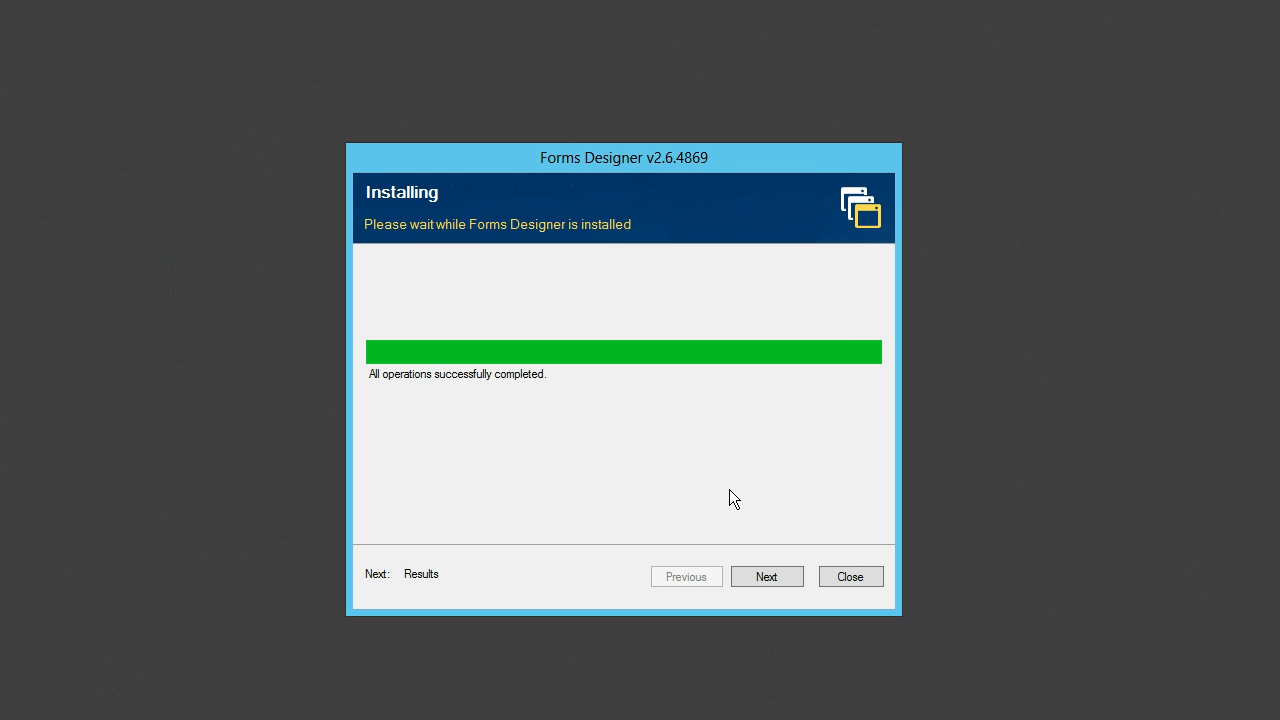 Forms Designer v2.6.4869
Installing
Please wait while Forms Designer is installed
All operations successfully completed.
Next: Results
Previous
Next
Close